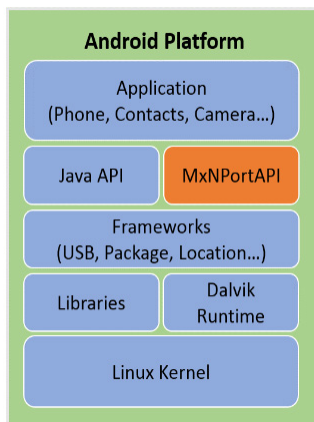 Android Platform
Application
(Phone, Contacts, Camera…)
Java API
MxNPortAPI
Frameworks
(USB, Package, Location…)
Libraries
Dalvik
Runtime
Linux Kernel